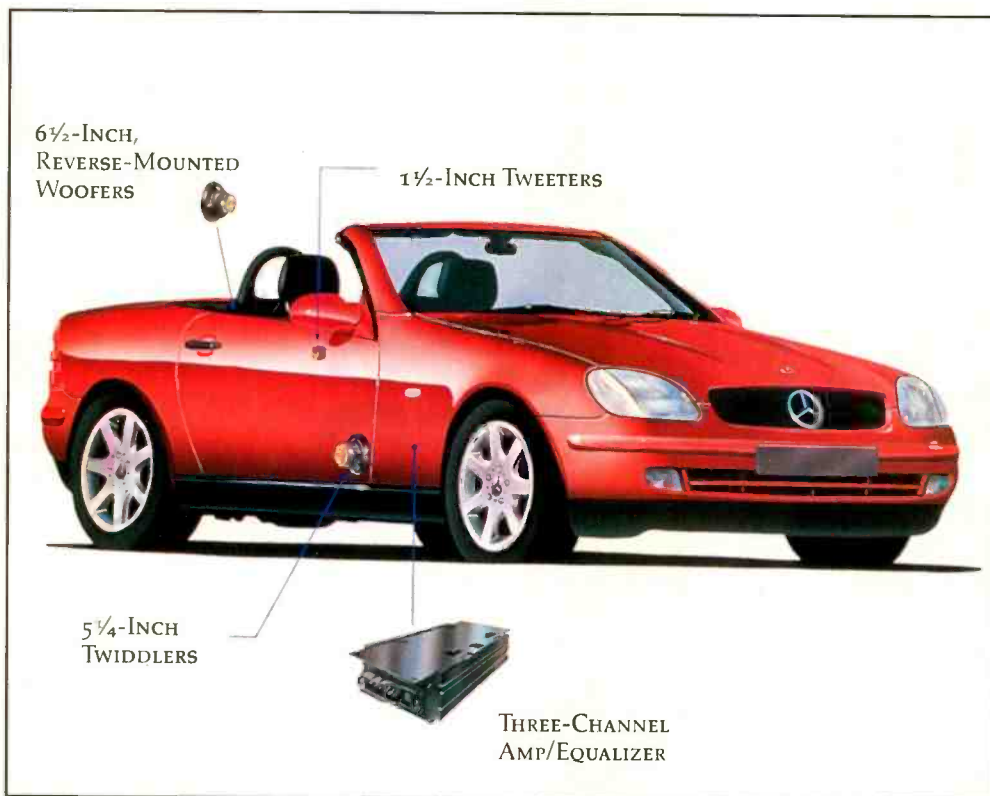 6½-Inch,
Reverse-Mounted
Woofers
1½-Inch Tweeters
5¼-Inch
Twiddlers
Three-Channel
Amp/Equalizer